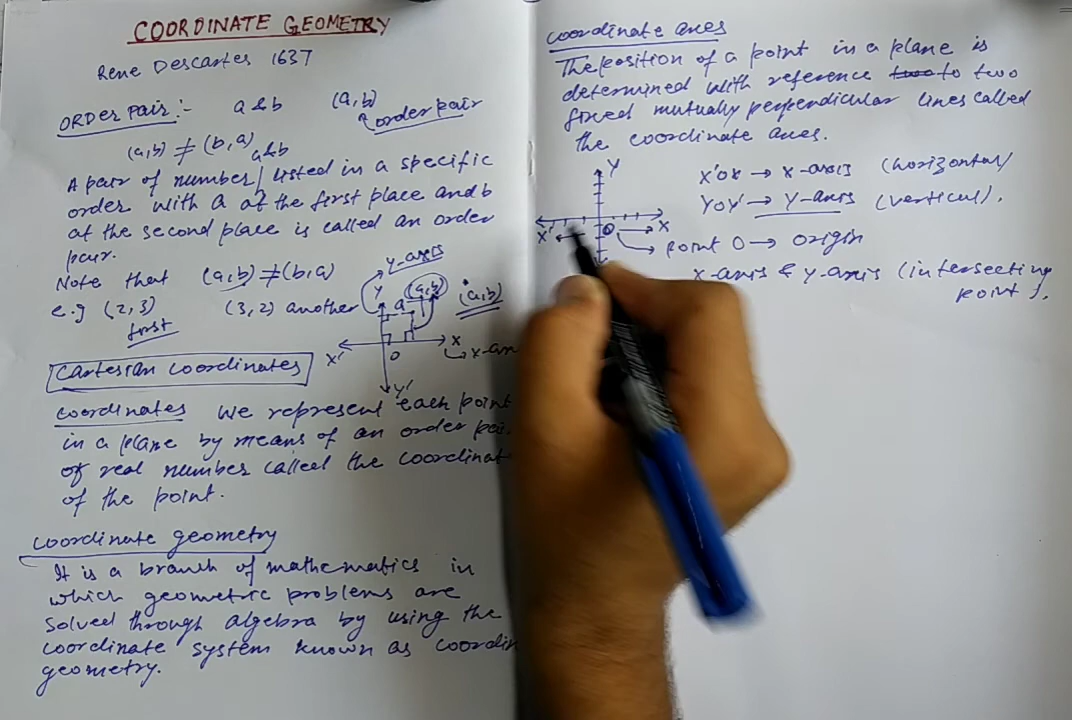 COORDINATE GEOMETRY
Rene Descartes 1637
ORDER PAIR :- a & b (a,b)
order pair
(a,b) ≠ (b,a)
a & b
A pair of number listed in a specific
order with a at the first place and b
at the second place is called an order
pair.
Note that (a,b) ≠ (b,a)
e.g (2,3) (3,2) another
first
Y-axis
Y
a (a,b) (a,b)
X' O X
X-ax
Y'
Cartesian coordinates
coordinates We represent each point
in a plane by means of an order pai
of real number called the coordinat
of the point.
coordinate geometry
It is a branch of mathematics in
which geometric problems are
solved through algebra by using the
coordinate system known as coordin
geometry.
coordinate axes
The position of a point in a plane is
determined with reference two to two
fixed mutually perpendicular lines called
the coordinate axes.
Y
X' O X
X'OX → X-axis (horizontal)
YOY' → Y-axis (vertical).
point O → origin
X-axis & Y-axis (intersecting
point).